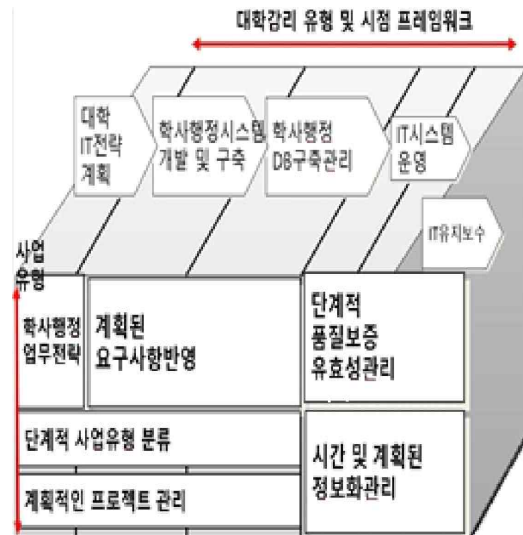 대학감리 유형 및 시점 프레임워크
대학
IT전략
계획
학사행정시스템
개발 및 구축
학사행정
DB구축관리
IT시스템
운영
IT유지보수
사업
유형
학사행정
업무전략
계획된
요구사항반영
단계적
품질보증
유효성관리
단계적 사업유형 분류
시간 및 계획된
정보화관리
계획적인 프로젝트 관리